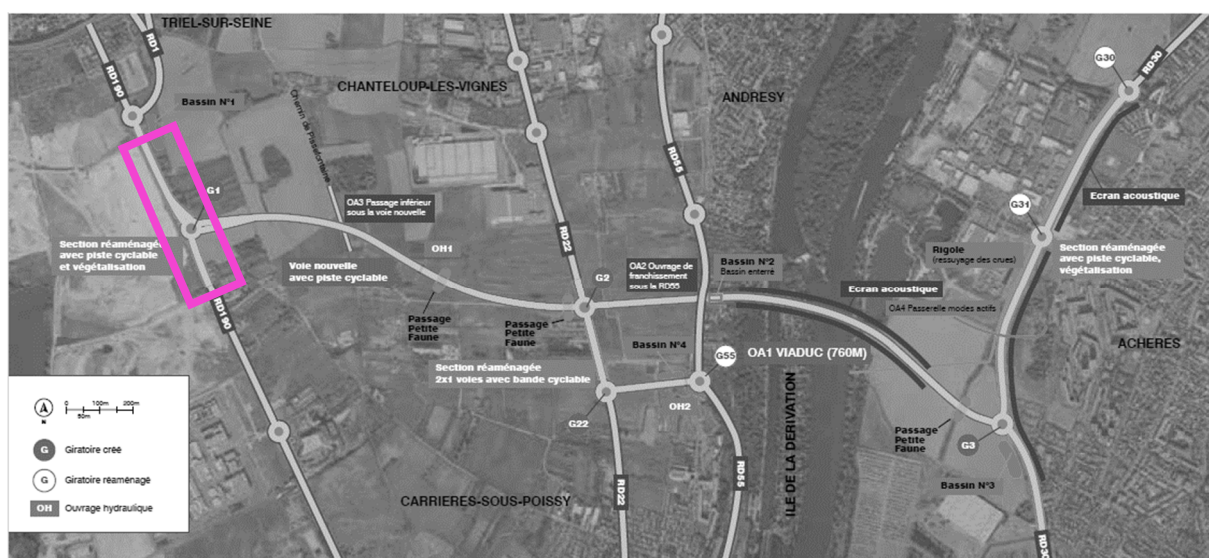 TRIEL-SUR-SEINE
RD1
RD190
Bassin N°1
CHANTELOUP-LES-VIGNES
Chemin de Pissefontaine
ANDRESY
RD55
G30
RD30
G1
OA3 Passage inférieur
sous la voie nouvelle
Ecran acoustique
G31
Section réaménagée
avec piste cyclable
et végétalisation
Voie nouvelle
avec piste cyclable
OH1
RD22
OA2 Ouvrage de
franchissement
sous la RD55
Bassin N°2
Bassin enterré
Rigole
(ressuyage des crues)
Section réaménagée
avec piste cyclable,
végétalisation
Ecran acoustique
G2
OA4 Passerelle modes actifs
RD190
Passage
Petite
Faune
Passage
Petite
Faune
Bassin N°4
ACHERES
G55
OA1 VIADUC (760M)
Section réaménagée
2x1 voies avec bande cyclable
OH2
G22
Passage
Petite
Faune
G3
ILE DE LA DERIVATION
RD22
RD55
Bassin N°3
CARRIERES-SOUS-POISSY
N
0 100m 200m
50m
G Giratoire créé
G Giratoire réaménagé
OH Ouvrage hydraulique